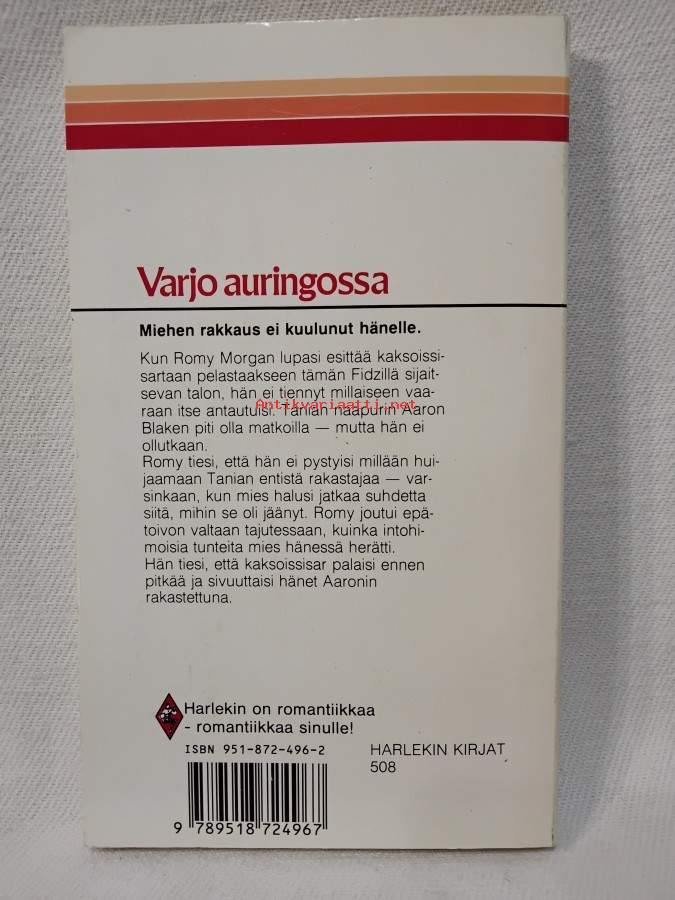 Varjo auringossa
Miehen rakkaus ei kuulunut hänelle.
Kun Romy Morgan lupasi esittää kaksoissi-
sartaan pelastaakseen tämän Fidzillä sijait-
sevan talon, hän ei tiennyt millaiseen vaa-
raan itse antautuisi. Tanian naapurin Aaron
Antikvariaatti.net
Blaken piti olla matkoilla — mutta hän ei
ollutkaan.
Romy tiesi, että hän ei pystyisi millään hui-
jaamaan Tanian entistä rakastajaa — var-
sinkaan, kun mies halusi jatkaa suhdetta
siitä, mihin se oli jäänyt. Romy joutui epä-
toivon valtaan tajutessaan, kuinka intohi-
moisia tunteita mies hänessä herätti.
Hän tiesi, että kaksoissisar palaisi ennen
pitkää ja sivuuttaisi hänet Aaronin
rakastettuna.
Harlekin on romantiikkaa
- romantiikkaa sinulle!
ISBN 951-872-496-2
HARLEKIN KIRJAT
508
9 789518 724967